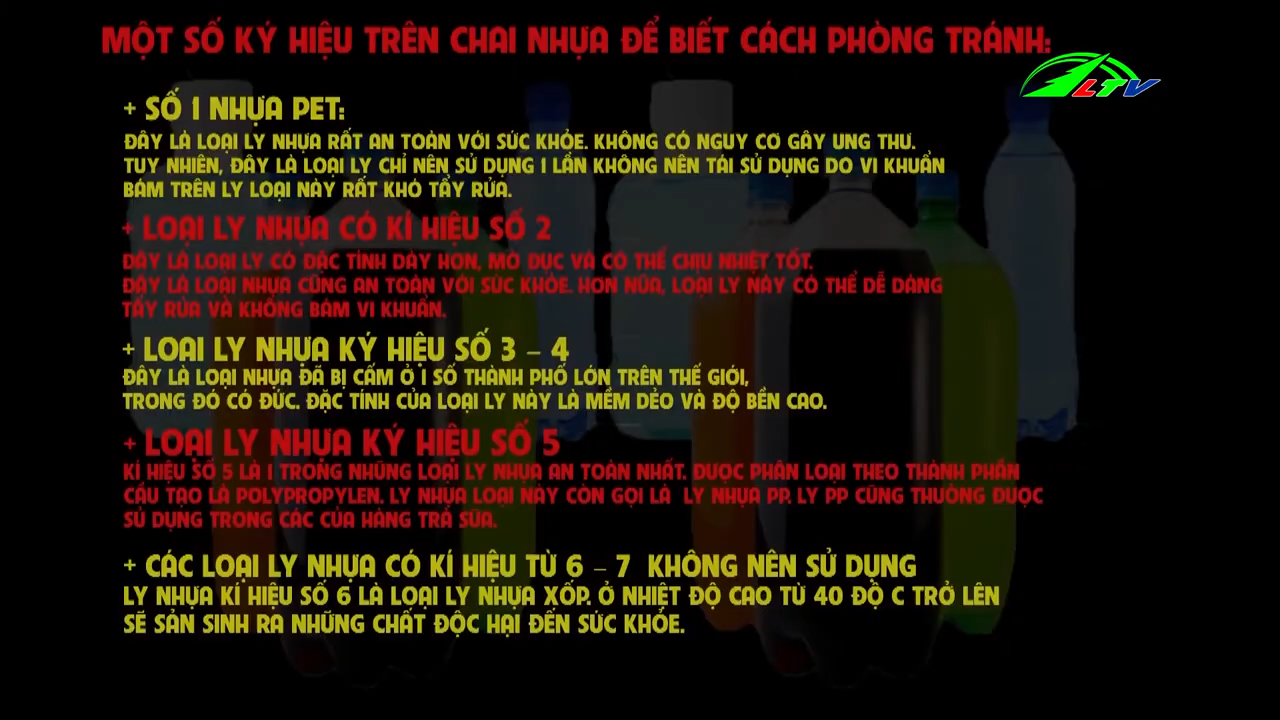 MỘT SỐ KÝ HIỆU TRÊN CHAI NHỰA ĐỂ BIẾT CÁCH PHÒNG TRÁNH:
LTV
+ SỐ 1 NHỰA PET:
ĐÂY LÀ LOẠI LY NHỰA RẤT AN TOÀN VỚI SỨC KHỎE. KHÔNG CÓ NGUY CƠ GÂY UNG THƯ.
TUY NHIÊN, ĐÂY LÀ LOẠI LY CHỈ NÊN SỬ DỤNG 1 LẦN KHÔNG NÊN TÁI SỬ DỤNG DO VI KHUẨN
BÁM TRÊN LY LOẠI NÀY RẤT KHÓ TẨY RỬA.
+ LOẠI LY NHỰA CÓ KÍ HIỆU SỐ 2
ĐÂY LÀ LOẠI LY CÓ ĐẶC TÍNH DÀY HƠN, MỜ ĐỤC VÀ CÓ THỂ CHỊU NHIỆT TỐT.
ĐÂY LÀ LOẠI NHỰA CŨNG AN TOÀN VỚI SỨC KHỎE. HƠN NỮA, LOẠI LY NÀY CÓ THỂ DỄ DÀNG
TẨY RỬA VÀ KHÔNG BÁM VI KHUẨN.
+ LOẠI LY NHỰA KÝ HIỆU SỐ 3 – 4
ĐÂY LÀ LOẠI NHỰA ĐÃ BỊ CẤM Ở 1 SỐ THÀNH PHỐ LỚN TRÊN THẾ GIỚI,
TRONG ĐÓ CÓ ĐỨC. ĐẶC TÍNH CỦA LOẠI LY NÀY LÀ MỀM DẺO VÀ ĐỘ BỀN CAO.
+ LOẠI LY NHỰA KÝ HIỆU SỐ 5
KÍ HIỆU SỐ 5 LÀ 1 TRONG NHỮNG LOẠI LY NHỰA AN TOÀN NHẤT. ĐƯỢC PHÂN LOẠI THEO THÀNH PHẦN
CẤU TẠO LÀ POLYPROPYLEN. LY NHỰA LOẠI NÀY CÒN GỌI LÀ LY NHỰA PP. LY PP CŨNG THƯỜNG ĐƯỢC
SỬ DỤNG TRONG CÁC CỬA HÀNG TRÀ SỮA.
+ CÁC LOẠI LY NHỰA CÓ KÍ HIỆU TỪ 6 – 7 KHÔNG NÊN SỬ DỤNG
LY NHỰA KÍ HIỆU SỐ 6 LÀ LOẠI LY NHỰA XỐP. Ở NHIỆT ĐỘ CAO TỪ 40 ĐỘ C TRỞ LÊN
SẼ SẢN SINH RA NHỮNG CHẤT ĐỘC HẠI ĐẾN SỨC KHỎE.